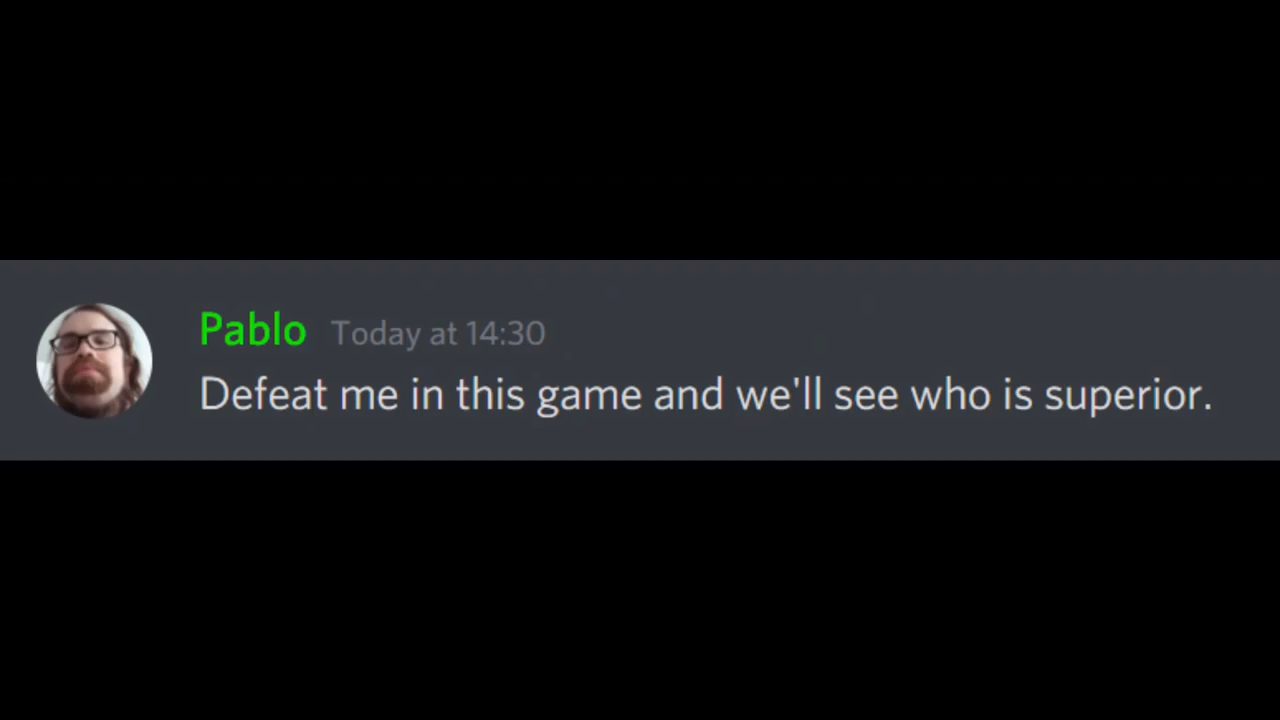 Pablo Today at 14:30
Defeat me in this game and we'll see who is superior.